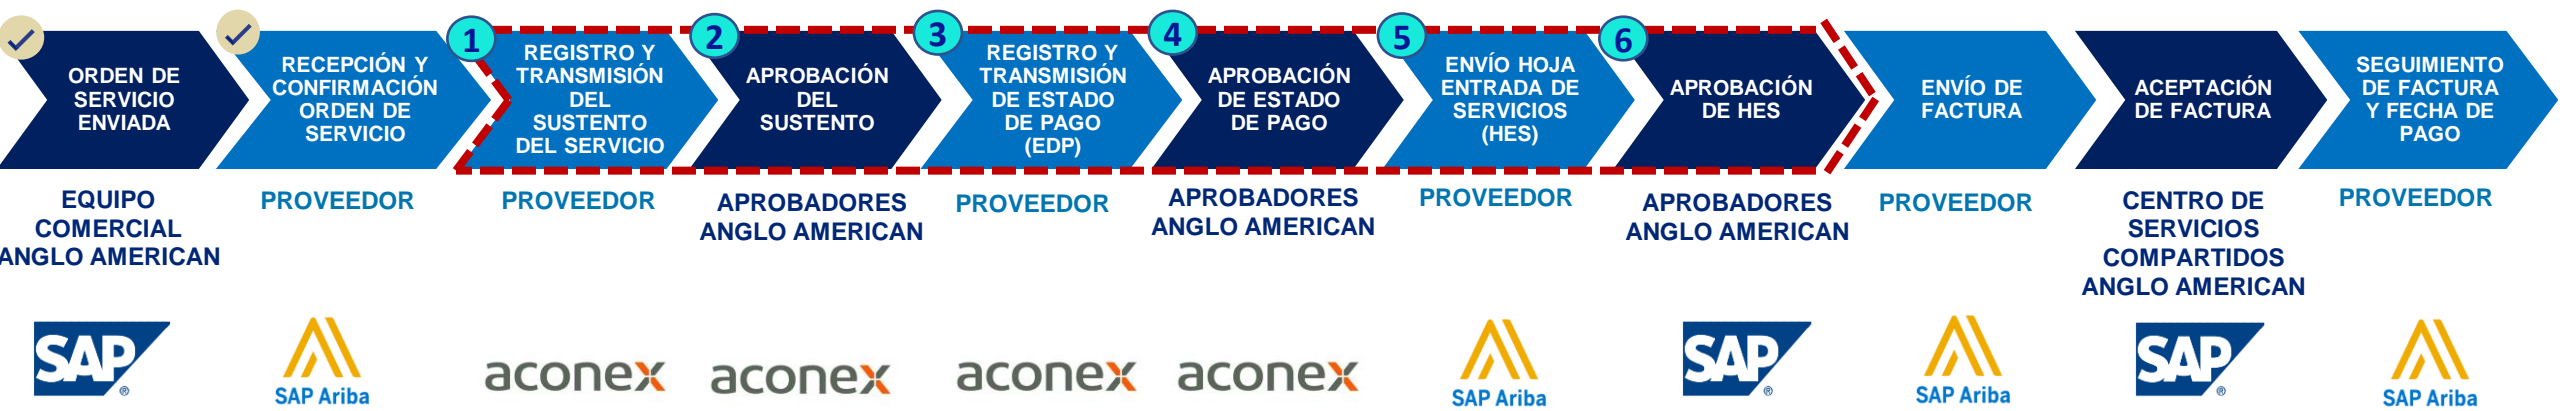 1
2
3
4
5
6
ORDEN DE
SERVICIO
ENVIADA
RECEPCIÓN Y
CONFIRMACIÓN
ORDEN DE
SERVICIO
REGISTRO Y
TRANSMISIÓN
DEL
SUSTENTO
DEL SERVICIO
APROBACIÓN
DEL
SUSTENTO
REGISTRO Y
TRANSMISIÓN
DE ESTADO
DE PAGO
(EDP)
APROBACIÓN
DE ESTADO
DE PAGO
ENVÍO HOJA
ENTRADA DE
SERVICIOS
(HES)
APROBACIÓN
DE HES
ENVÍO DE
FACTURA
ACEPTACIÓN
DE FACTURA
SEGUIMIENTO
DE FACTURA
Y FECHA DE
PAGO
EQUIPO
COMERCIAL
ANGLO AMERICAN
PROVEEDOR
PROVEEDOR
APROBADORES
ANGLO AMERICAN
PROVEEDOR
APROBADORES
ANGLO AMERICAN
PROVEEDOR
APROBADORES
ANGLO AMERICAN
PROVEEDOR
CENTRO DE
SERVICIOS
COMPARTIDOS
ANGLO AMERICAN
PROVEEDOR
SAP®
SAP Ariba
aconex
aconex
aconex
aconex
SAP Ariba
SAP®
SAP Ariba
SAP®
SAP Ariba